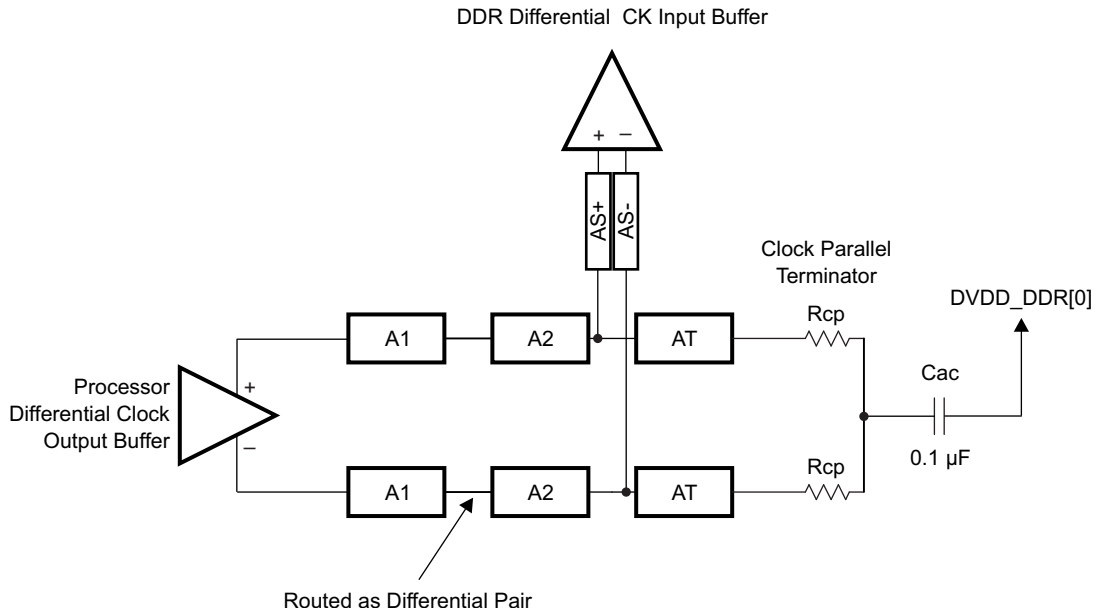 DDR Differential CK Input Buffer
+ −
AS+
AS-
Clock Parallel
Terminator
DVDD_DDR[0]
Rcp
A1
A2
AT
Cac
Processor
Differential Clock
Output Buffer
+
−
0.1 µF
Rcp
A1
A2
AT
Routed as Differential Pair